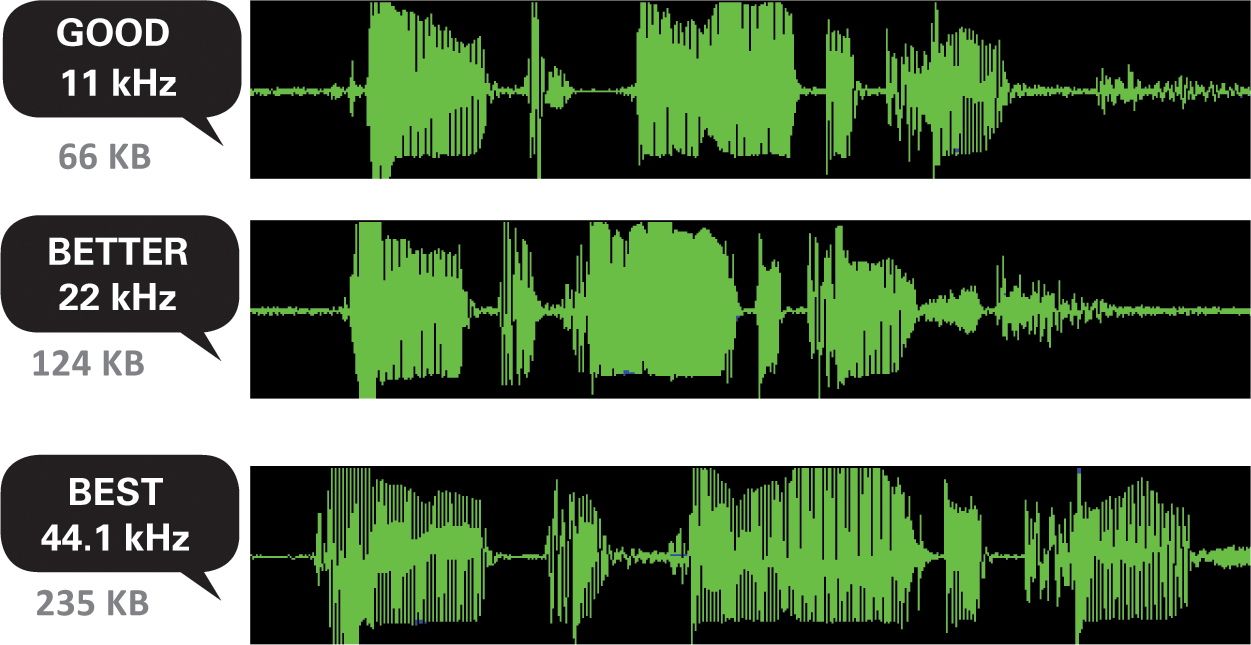 GOOD
11 kHz
66 KB
BETTER
22 kHz
124 KB
BEST
44.1 kHz
235 KB